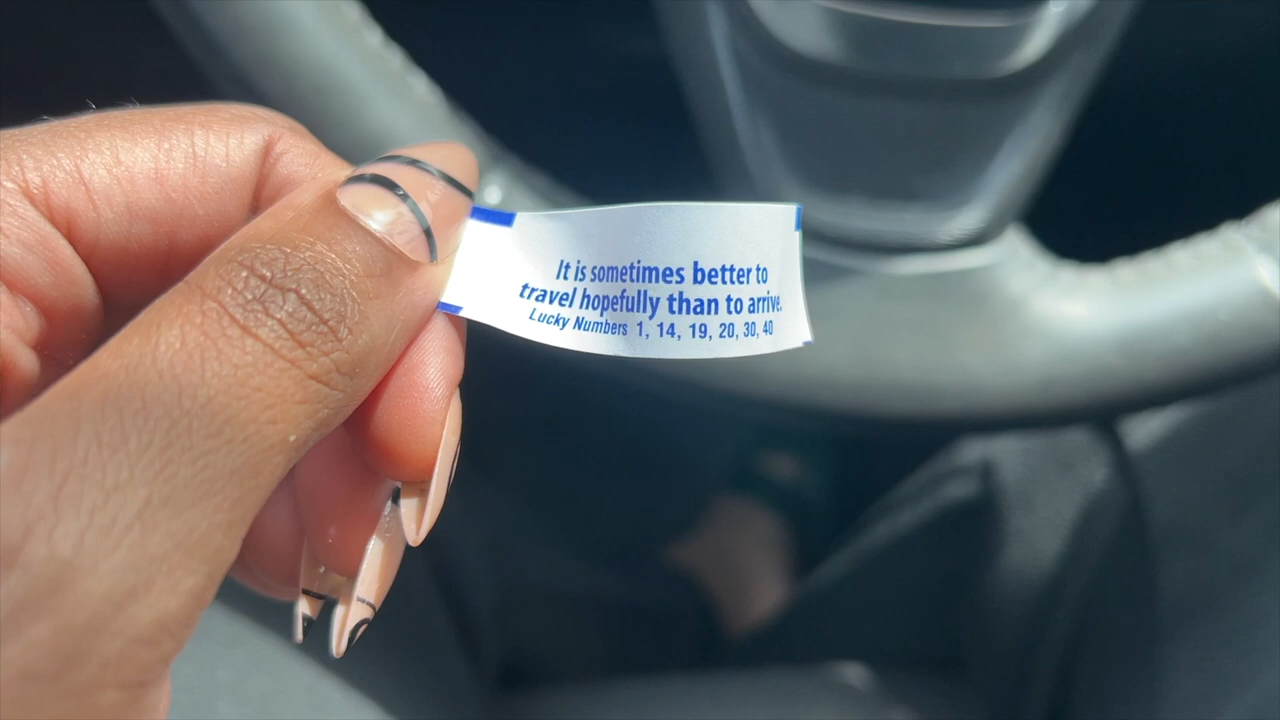 It is sometimes better to
travel hopefully than to arrive.
Lucky Numbers 1, 14, 19, 20, 30, 40